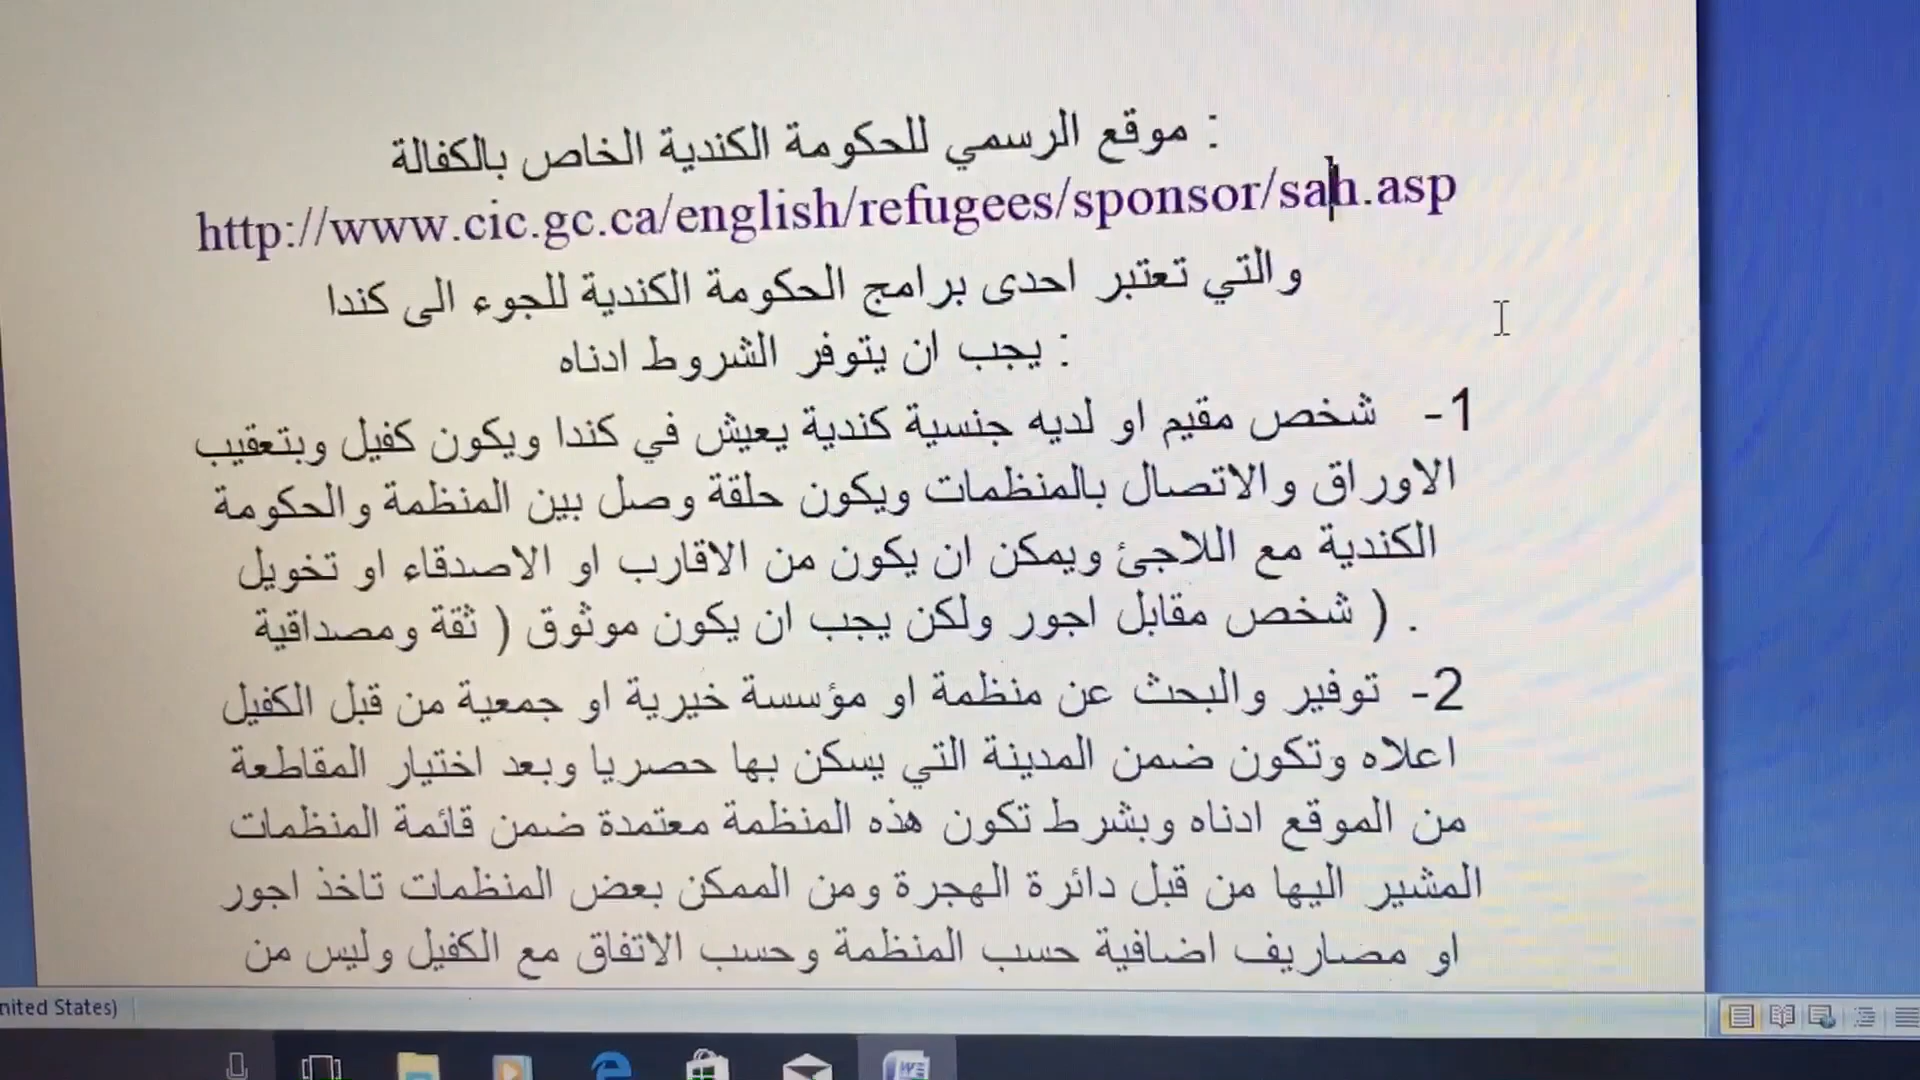 : موقع الرسمي للحكومة الكندية الخاص بالكفالة
http://www.cic.gc.ca/english/refugees/sponsor/sah.asp
والتي تعتبر احدى برامج الحكومة الكندية للجوء الى كندا
: يجب ان يتوفر الشروط ادناه
1- شخص مقيم او لديه جنسية كندية يعيش في كندا ويكون كفيل وبتعقيب
الاوراق والاتصال بالمنظمات ويكون حلقة وصل بين المنظمة والحكومة
الكندية مع اللاجئ ويمكن ان يكون من الاقارب او الاصدقاء او تخويل
. ( شخص مقابل اجور ولكن يجب ان يكون موثوق ( ثقة ومصداقية
2- توفير والبحث عن منظمة او مؤسسة خيرية او جمعية من قبل الكفيل
اعلاه وتكون ضمن المدينة التي يسكن بها حصريا وبعد اختيار المقاطعة
من الموقع ادناه وبشرط تكون هذه المنظمة معتمدة ضمن قائمة المنظمات
المشير اليها من قبل دائرة الهجرة ومن الممكن بعض المنظمات تاخذ اجور
او مصاريف اضافية حسب المنظمة وحسب الاتفاق مع الكفيل وليس من
nited States)